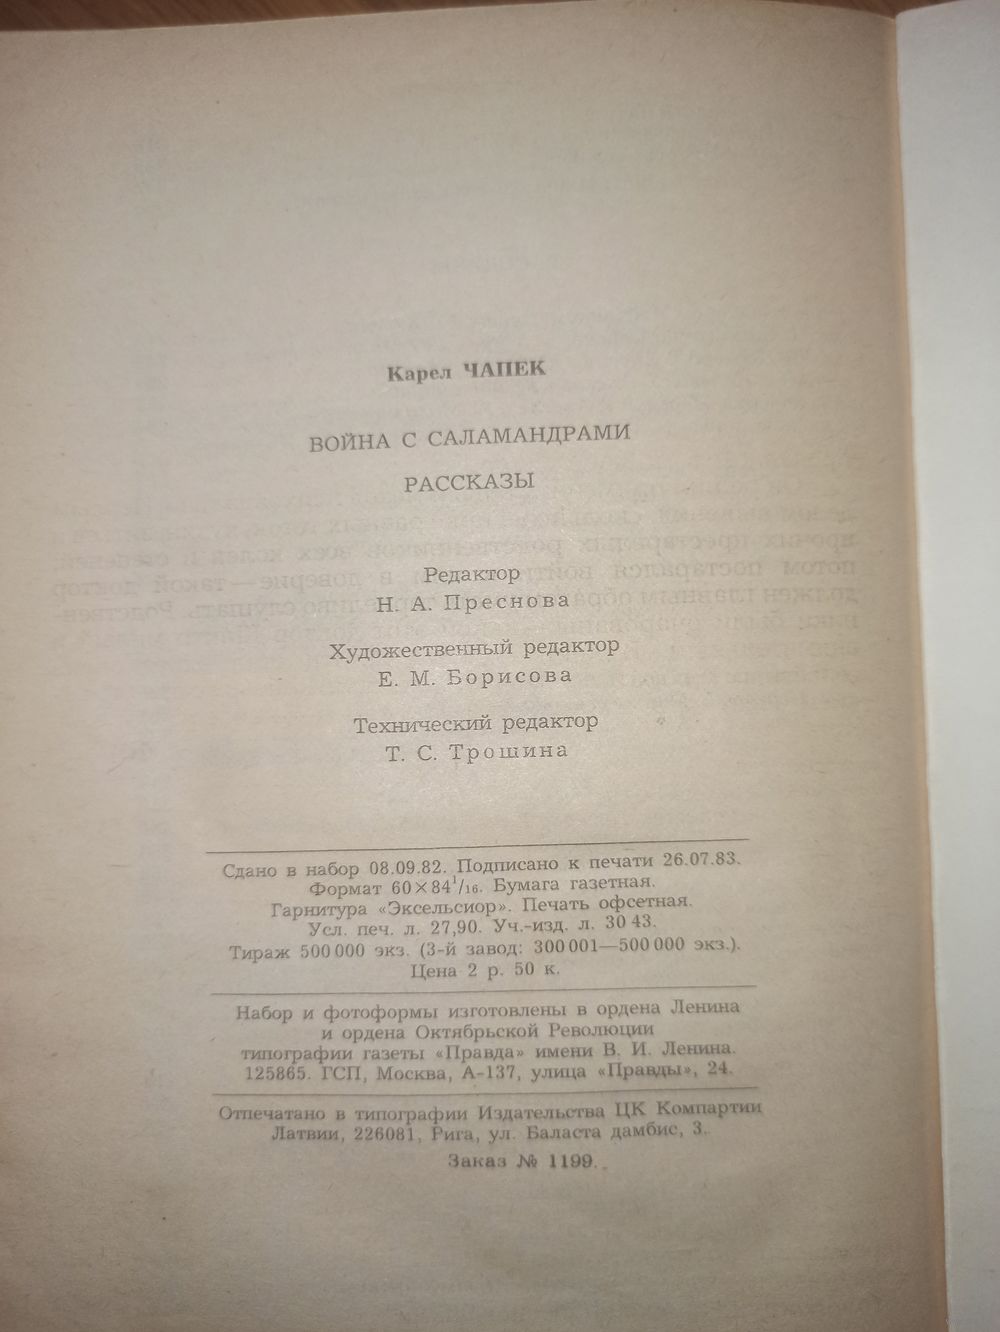 Карел ЧАПЕК
ВОЙНА С САЛАМАНДРАМИ
РАССКАЗЫ
Редактор
Н. А. Преснова
Художественный редактор
Е. М. Борисова
Технический редактор
Т. С. Трошина
Сдано в набор 08.09.82. Подписано к печати 26.07.83.
Формат 60×84¹/₁₆. Бумага газетная.
Гарнитура «Эксельсиор». Печать офсетная.
Усл. печ. л. 27,90. Уч.-изд. л. 30 43.
Тираж 500 000 экз. (3-й завод: 300 001—500 000 экз.).
Цена 2 р. 50 к.
Набор и фотоформы изготовлены в ордена Ленина
и ордена Октябрьской Революции
типографии газеты «Правда» имени В. И. Ленина.
125865. ГСП, Москва, А-137, улица «Правды», 24.
Отпечатано в типографии Издательства ЦК Компартии
Латвии, 226081, Рига, ул. Баласта дамбис, 3.
Заказ № 1199.